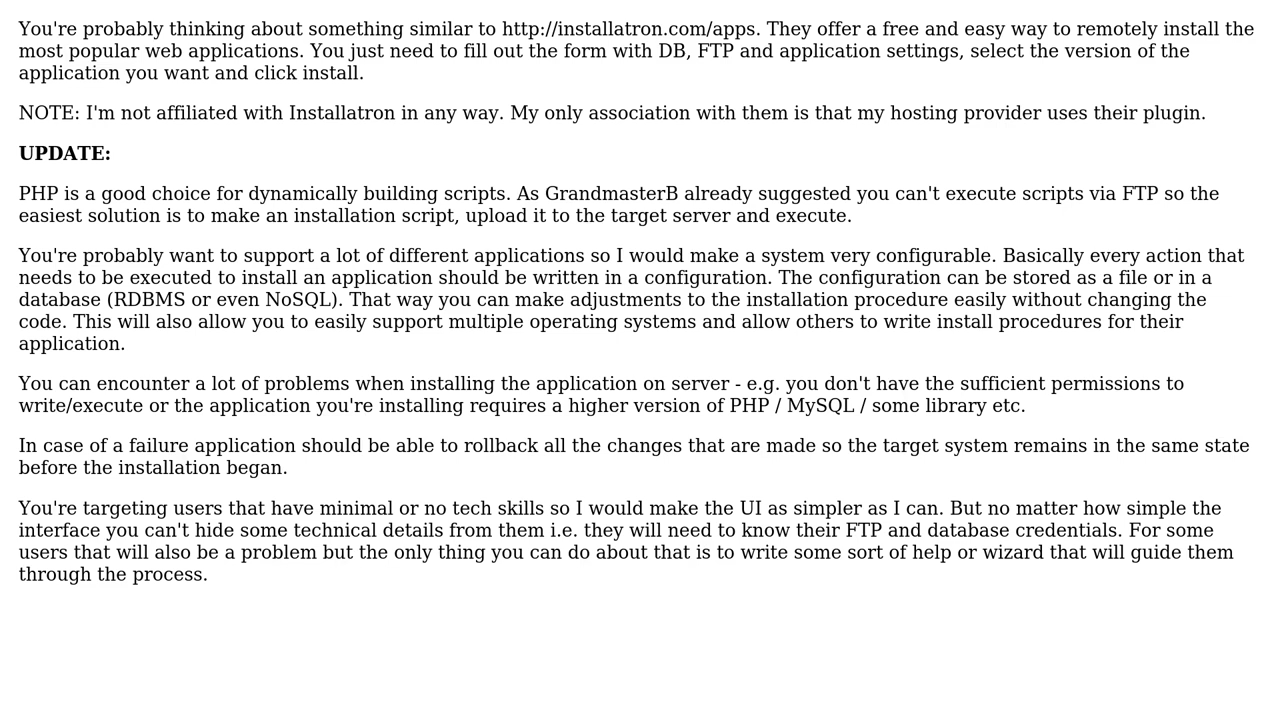 You're probably thinking about something similar to http://installatron.com/apps. They offer a free and easy way to remotely install the
most popular web applications. You just need to fill out the form with DB, FTP and application settings, select the version of the
application you want and click install.
NOTE: I'm not affiliated with Installatron in any way. My only association with them is that my hosting provider uses their plugin.
UPDATE:
PHP is a good choice for dynamically building scripts. As GrandmasterB already suggested you can't execute scripts via FTP so the
easiest solution is to make an installation script, upload it to the target server and execute.
You're probably want to support a lot of different applications so I would make a system very configurable. Basically every action that
needs to be executed to install an application should be written in a configuration. The configuration can be stored as a file or in a
database (RDBMS or even NoSQL). That way you can make adjustments to the installation procedure easily without changing the
code. This will also allow you to easily support multiple operating systems and allow others to write install procedures for their
application.
You can encounter a lot of problems when installing the application on server - e.g. you don't have the sufficient permissions to
write/execute or the application you're installing requires a higher version of PHP / MySQL / some library etc.
In case of a failure application should be able to rollback all the changes that are made so the target system remains in the same state
before the installation began.
You're targeting users that have minimal or no tech skills so I would make the UI as simpler as I can. But no matter how simple the
interface you can't hide some technical details from them i.e. they will need to know their FTP and database credentials. For some
users that will also be a problem but the only thing you can do about that is to write some sort of help or wizard that will guide them
through the process.